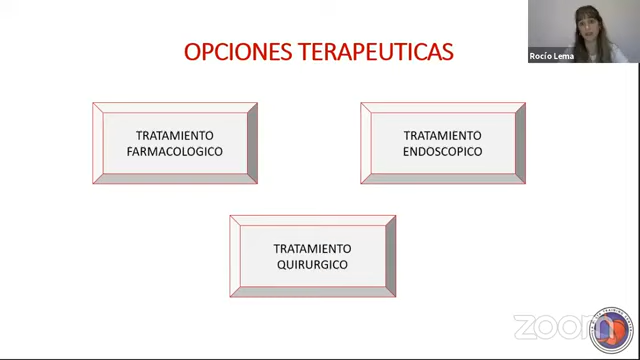 OPCIONES TERAPEUTICAS
Rocío Lema
TRATAMIENTO
FARMACOLOGICO
TRATAMIENTO
ENDOSCOPICO
TRATAMIENTO
QUIRURGICO
zoom